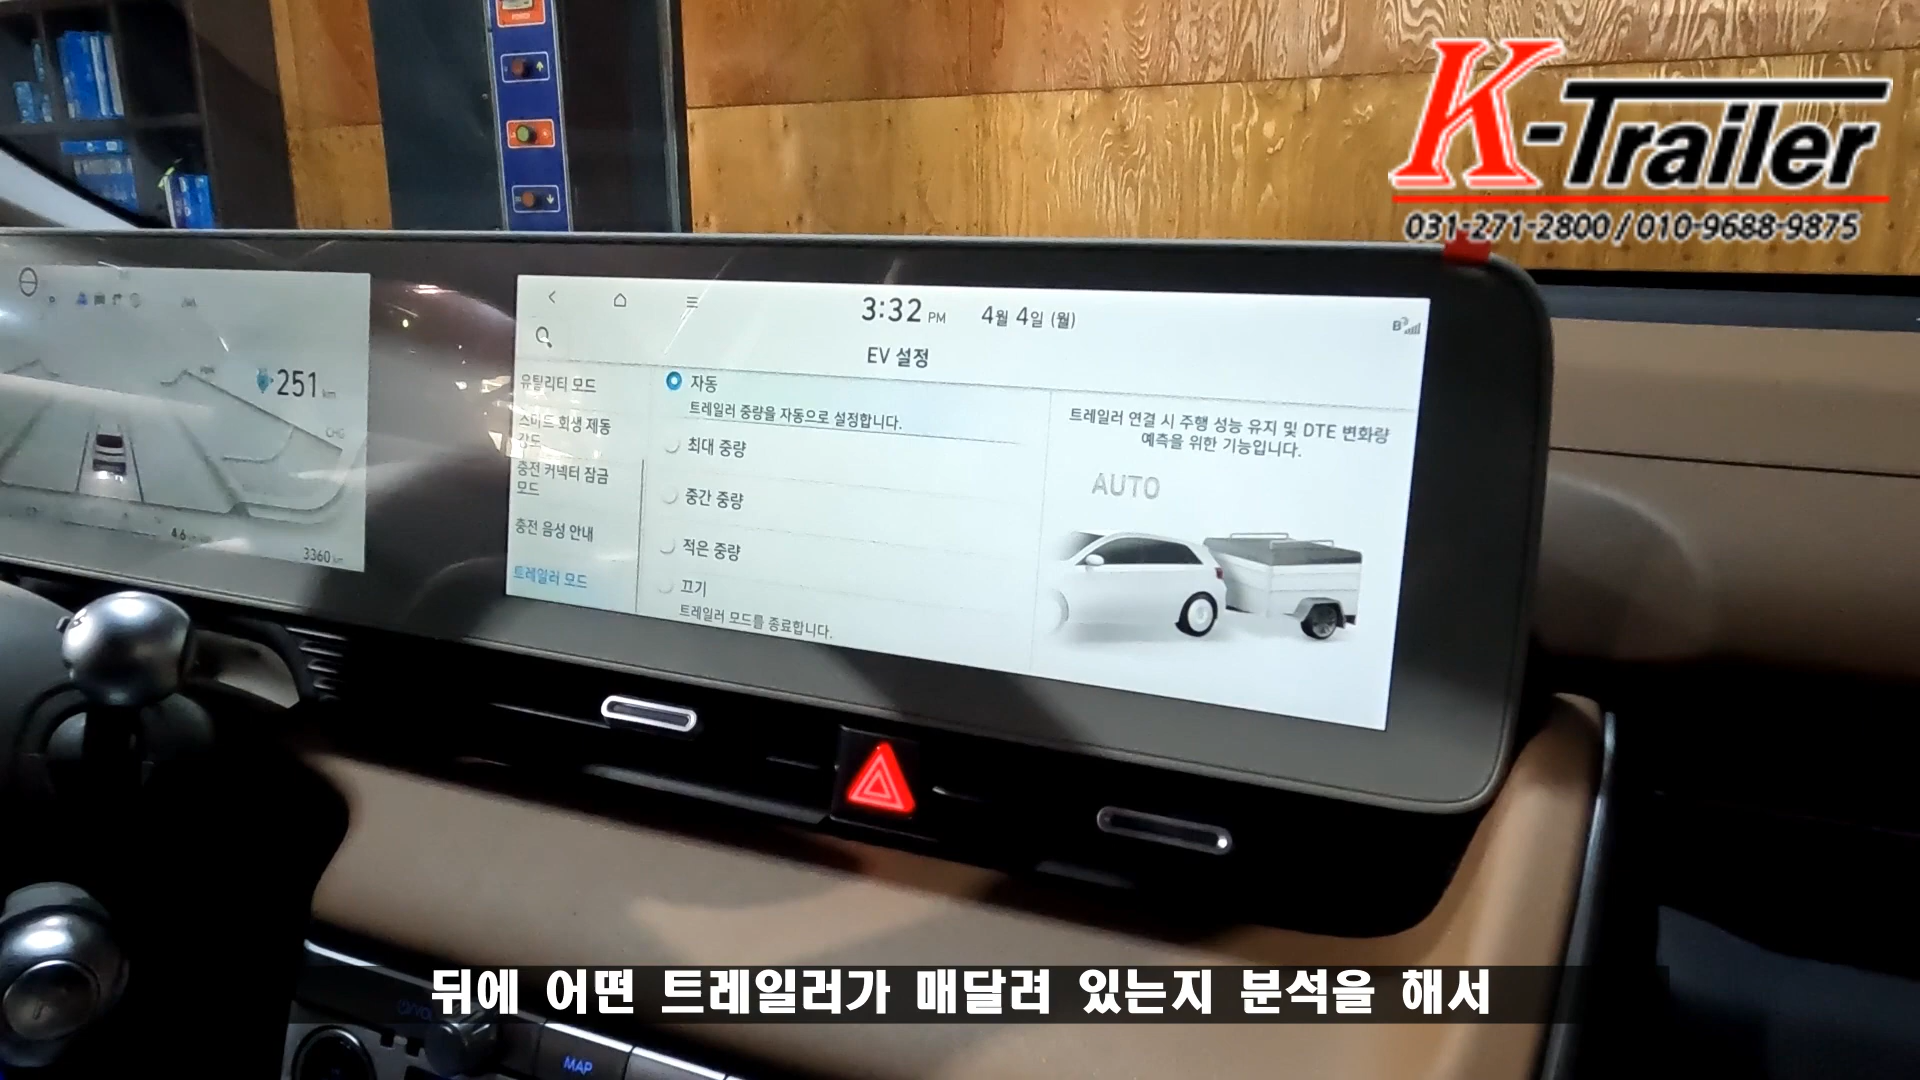 K-Trailer
031-271-2800 / 010-9688-9875
3:32 PM 4월 4일 (월)
EV 설정
251 km
CHG
3360 km
유틸리티 모드
스마트 회생 제동
강도
충전 커넥터 잠금
모드
충전 음성 안내
트레일러 모드
자동
트레일러 중량을 자동으로 설정합니다.
최대 중량
중간 중량
적은 중량
끄기
트레일러 모드를 종료합니다.
트레일러 연결 시 주행 성능 유지 및 DTE 변화량
예측을 위한 기능입니다.
AUTO
MAP
뒤에 어떤 트레일러가 매달려 있는지 분석을 해서